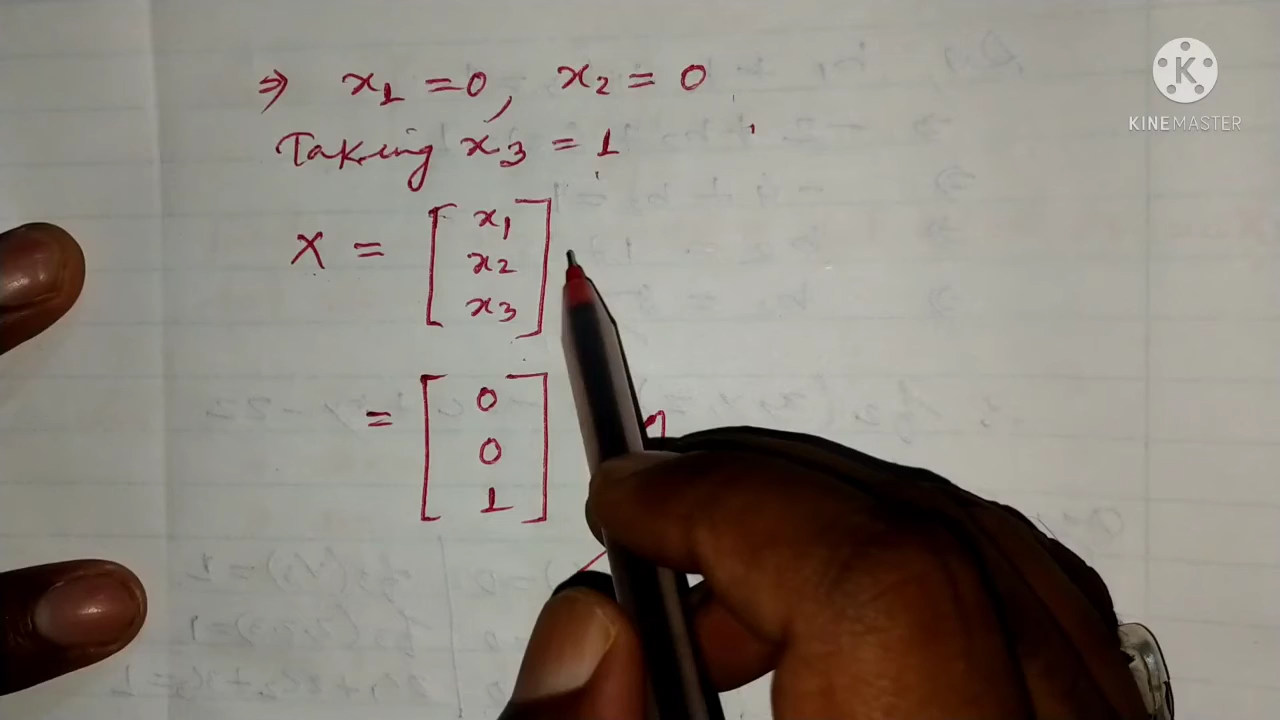 ⇒ x₁ = 0, x₂ = 0
Taking x₃ = 1
X = [ x₁
x₂
x₃ ]
= [ 0
0
1 ]
K
KINEMASTER